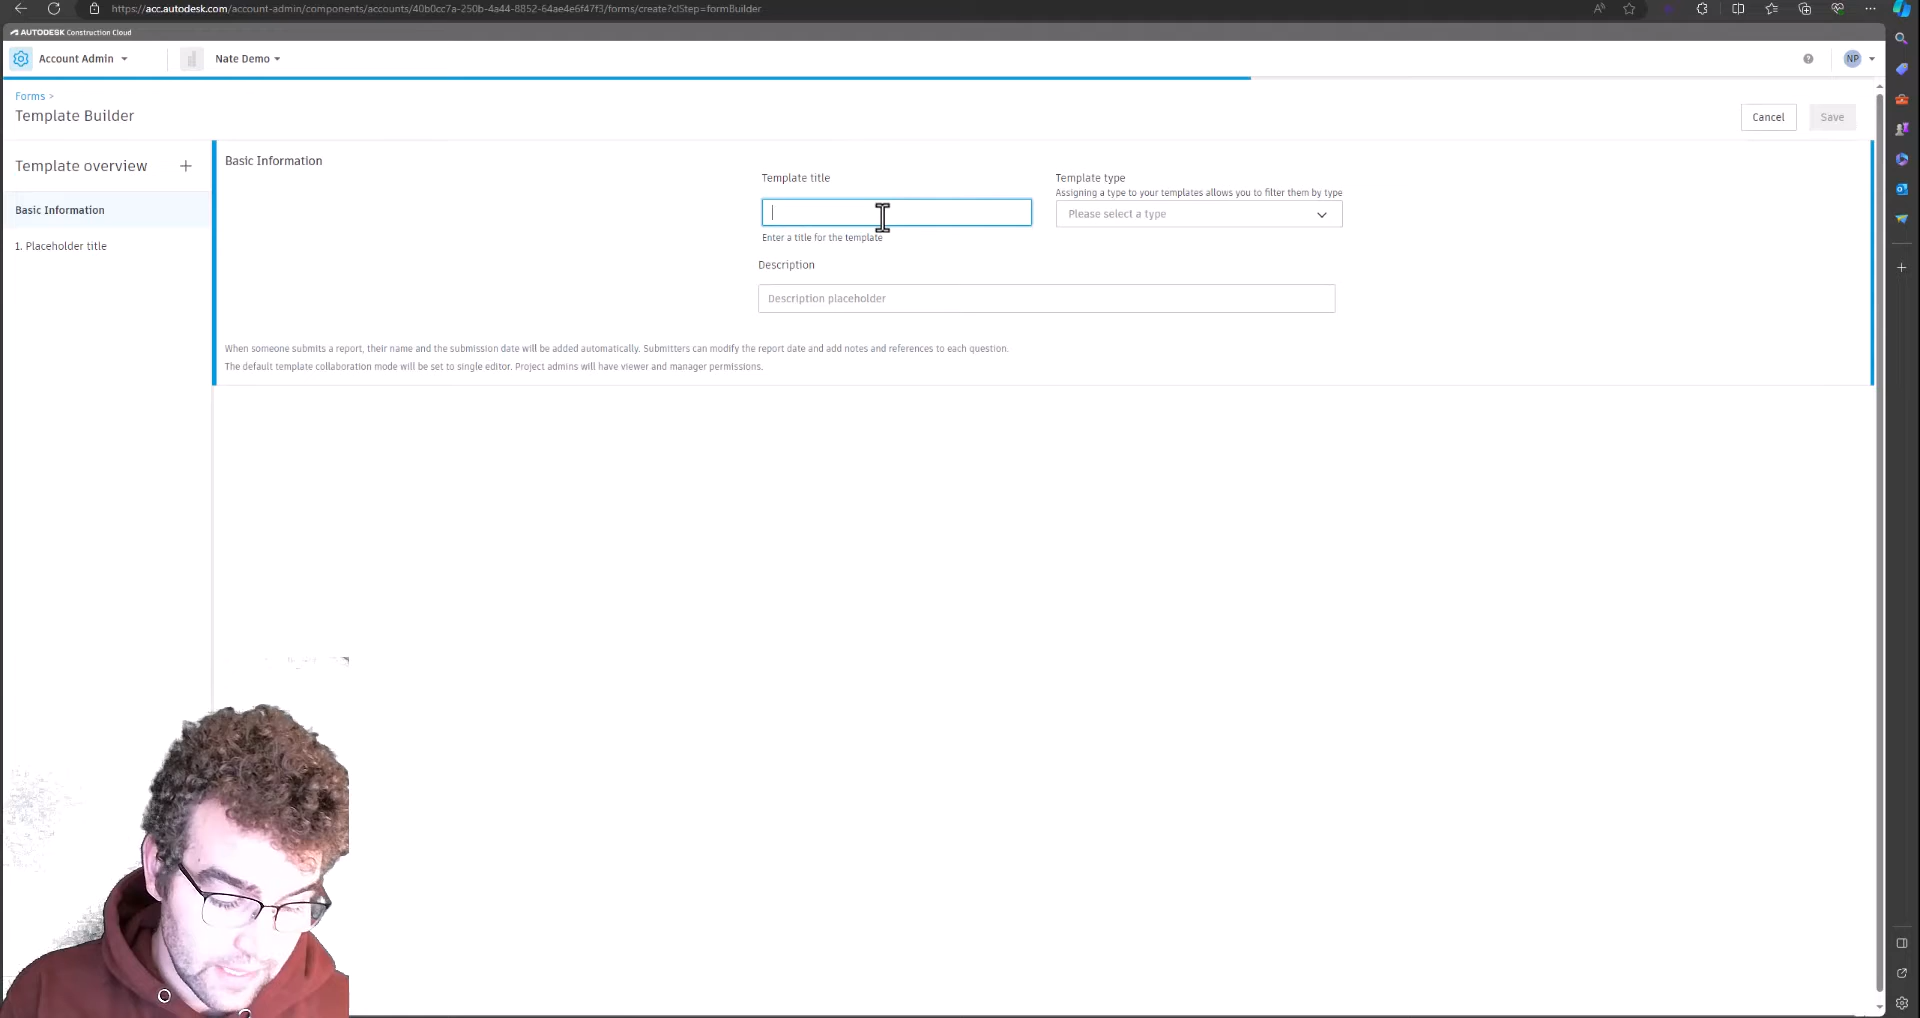 https://acc.autodesk.com/account-admin/components/accounts/40b0cc7a-250b-4a44-8852-64ae4e6f47f3/forms/create?clStep=formBuilder
AUTODESK Construction Cloud
Account Admin
Nate Demo
NP
Forms >
Template Builder
Cancel
Save
Template overview
Basic Information
Template title
Template type
Assigning a type to your templates allows you to filter them by type
Please select a type
Basic Information
Enter a title for the template
1. Placeholder title
Description
Description placeholder
When someone submits a report, their name and the submission date will be added automatically. Submitters can modify the report date and add notes and references to each question.
The default template collaboration mode will be set to single editor. Project admins will have viewer and manager permissions.